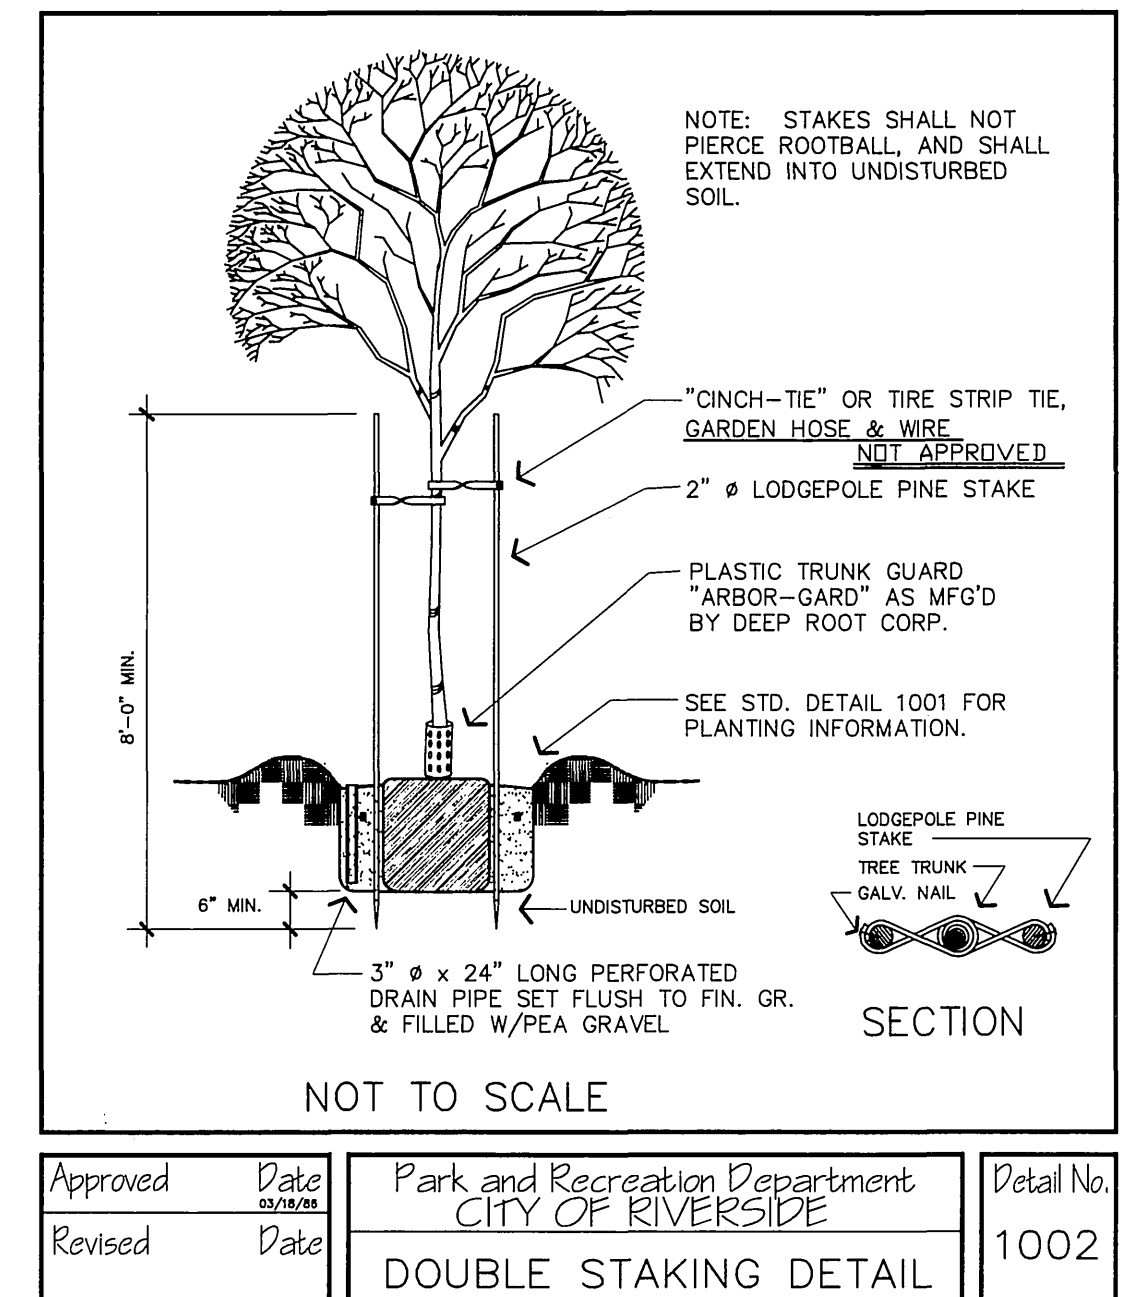 NOTE: STAKES SHALL NOT
PIERCE ROOTBALL, AND SHALL
EXTEND INTO UNDISTURBED
SOIL.
"CINCH-TIE" OR TIRE STRIP TIE,
GARDEN HOSE & WIRE
NOT APPROVED
2" ø LODGEPOLE PINE STAKE
PLASTIC TRUNK GUARD
"ARBOR-GARD" AS MFG'D
BY DEEP ROOT CORP.
8'-0" MIN.
SEE STD. DETAIL 1001 FOR
PLANTING INFORMATION.
LODGEPOLE PINE
STAKE
TREE TRUNK
GALV. NAIL
6" MIN.
UNDISTURBED SOIL
3" ø x 24" LONG PERFORATED
DRAIN PIPE SET FLUSH TO FIN. GR.
& FILLED W/PEA GRAVEL
SECTION
NOT TO SCALE
Approved Date
Revised Date
Park and Recreation Department
CITY OF RIVERSIDE
DOUBLE STAKING DETAIL
Detail No.
1002